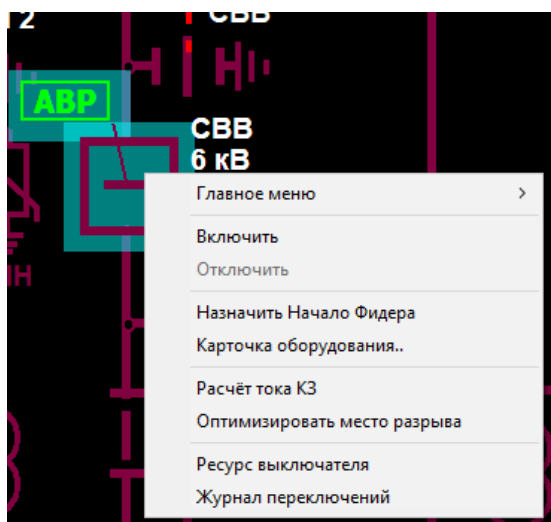 2
СВВ
АВР
СВВ
6 кВ
Главное меню
Включить
Отключить
Н
Назначить Начало Фидера
Карточка оборудования..
Расчёт тока КЗ
Оптимизировать место разрыва
Ресурс выключателя
Журнал переключений